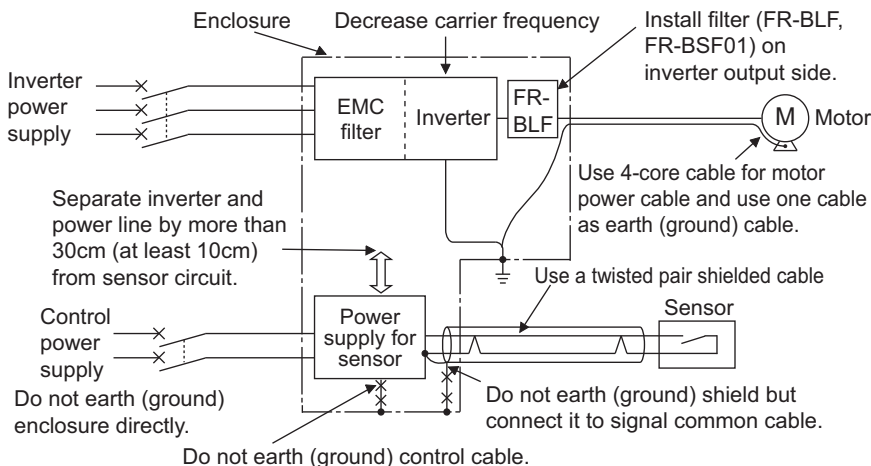 Enclosure
Decrease carrier frequency
Install filter (FR-BLF,
FR-BSF01) on
inverter output side.
Inverter
power
supply
EMC
filter
Inverter
FR-
BLF
M
Motor
Use 4-core cable for motor
power cable and use one cable
as earth (ground) cable.
Separate inverter and
power line by more than
30cm (at least 10cm)
from sensor circuit.
Use a twisted pair shielded cable
Sensor
Control
power
supply
Power
supply for
sensor
Do not earth (ground)
enclosure directly.
Do not earth (ground) shield but
connect it to signal common cable.
Do not earth (ground) control cable.